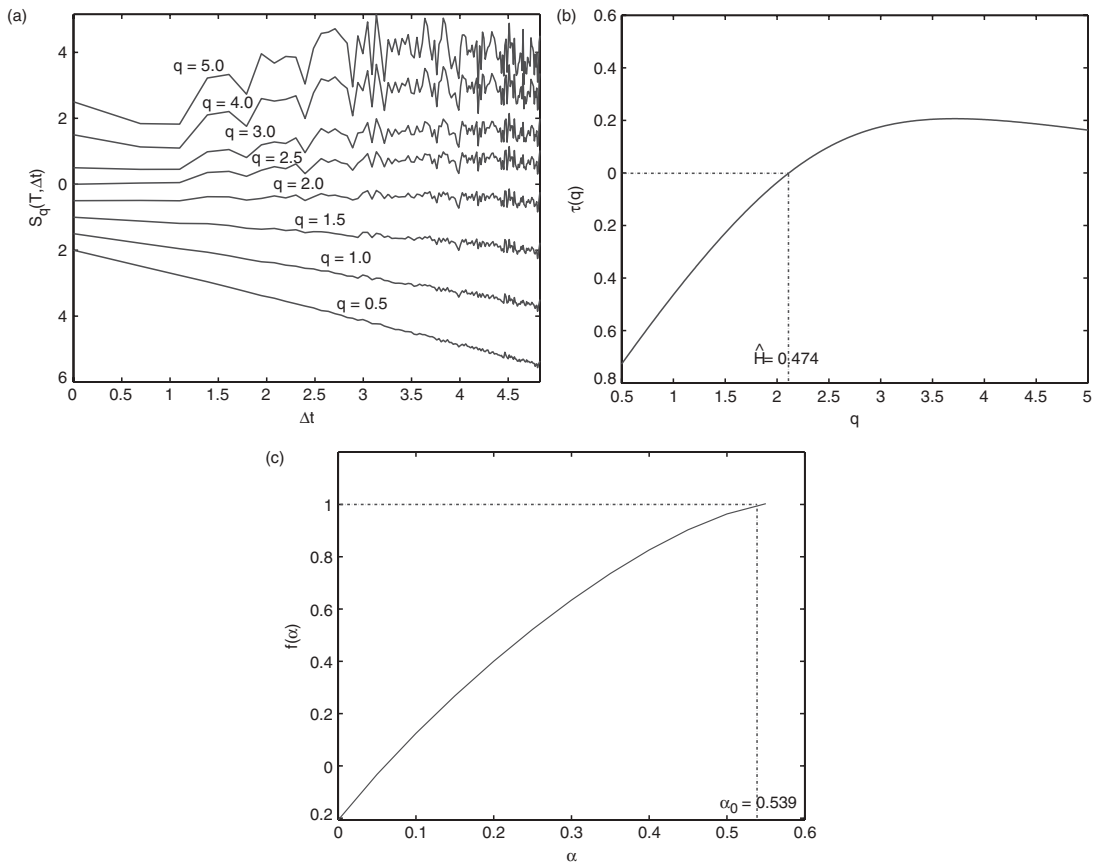 (a)
S_q(T,Δt)
4
2
0
2
4
6
q = 5.0
q = 4.0
q = 3.0
q = 2.5
q = 2.0
q = 1.5
q = 1.0
q = 0.5
0 0.5 1 1.5 2 2.5 3 3.5 4 4.5
Δt
(b)
τ(q)
0.6
0.4
0.2
0
0.2
0.4
0.6
0.8
Ĥ= 0.474
0.5 1 1.5 2 2.5 3 3.5 4 4.5 5
q
(c)
f(α)
1
0.8
0.6
0.4
0.2
0
0.2
α₀ = 0.539
0 0.1 0.2 0.3 0.4 0.5 0.6
α